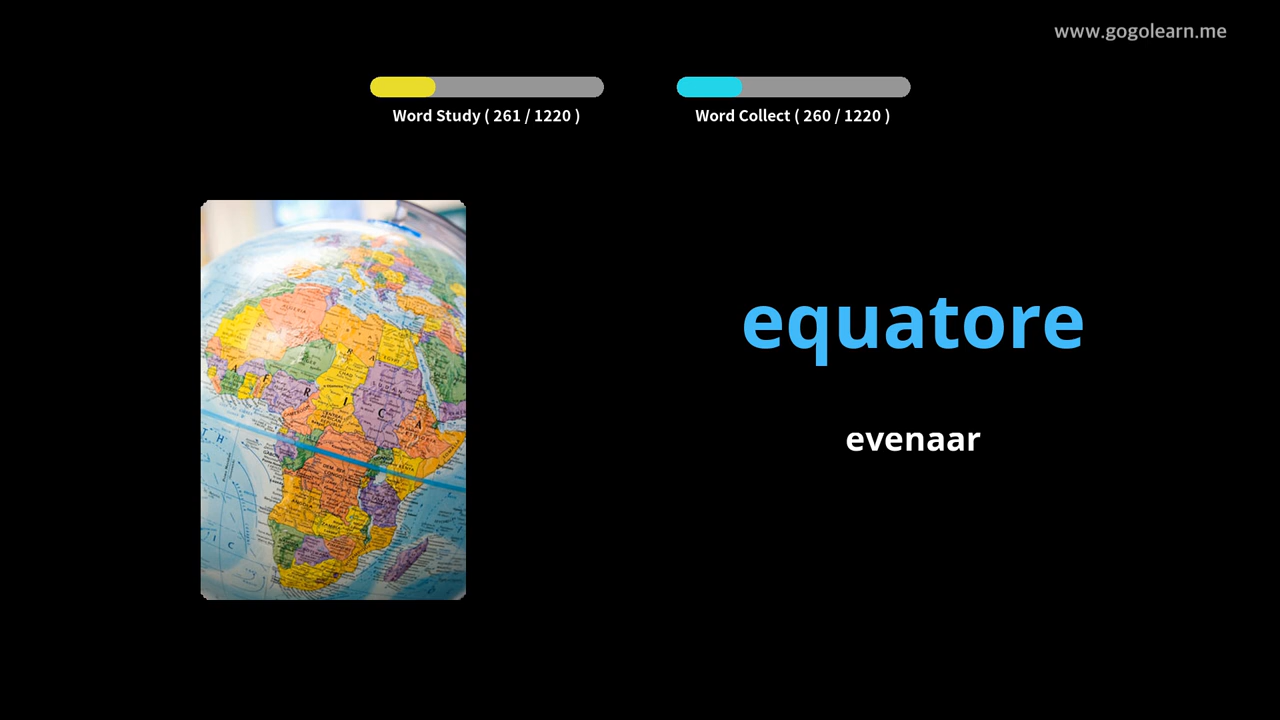 www.gogolearn.me
Word Study ( 261 / 1220 )
Word Collect ( 260 / 1220 )
equatore
evenaar
A F R I C A